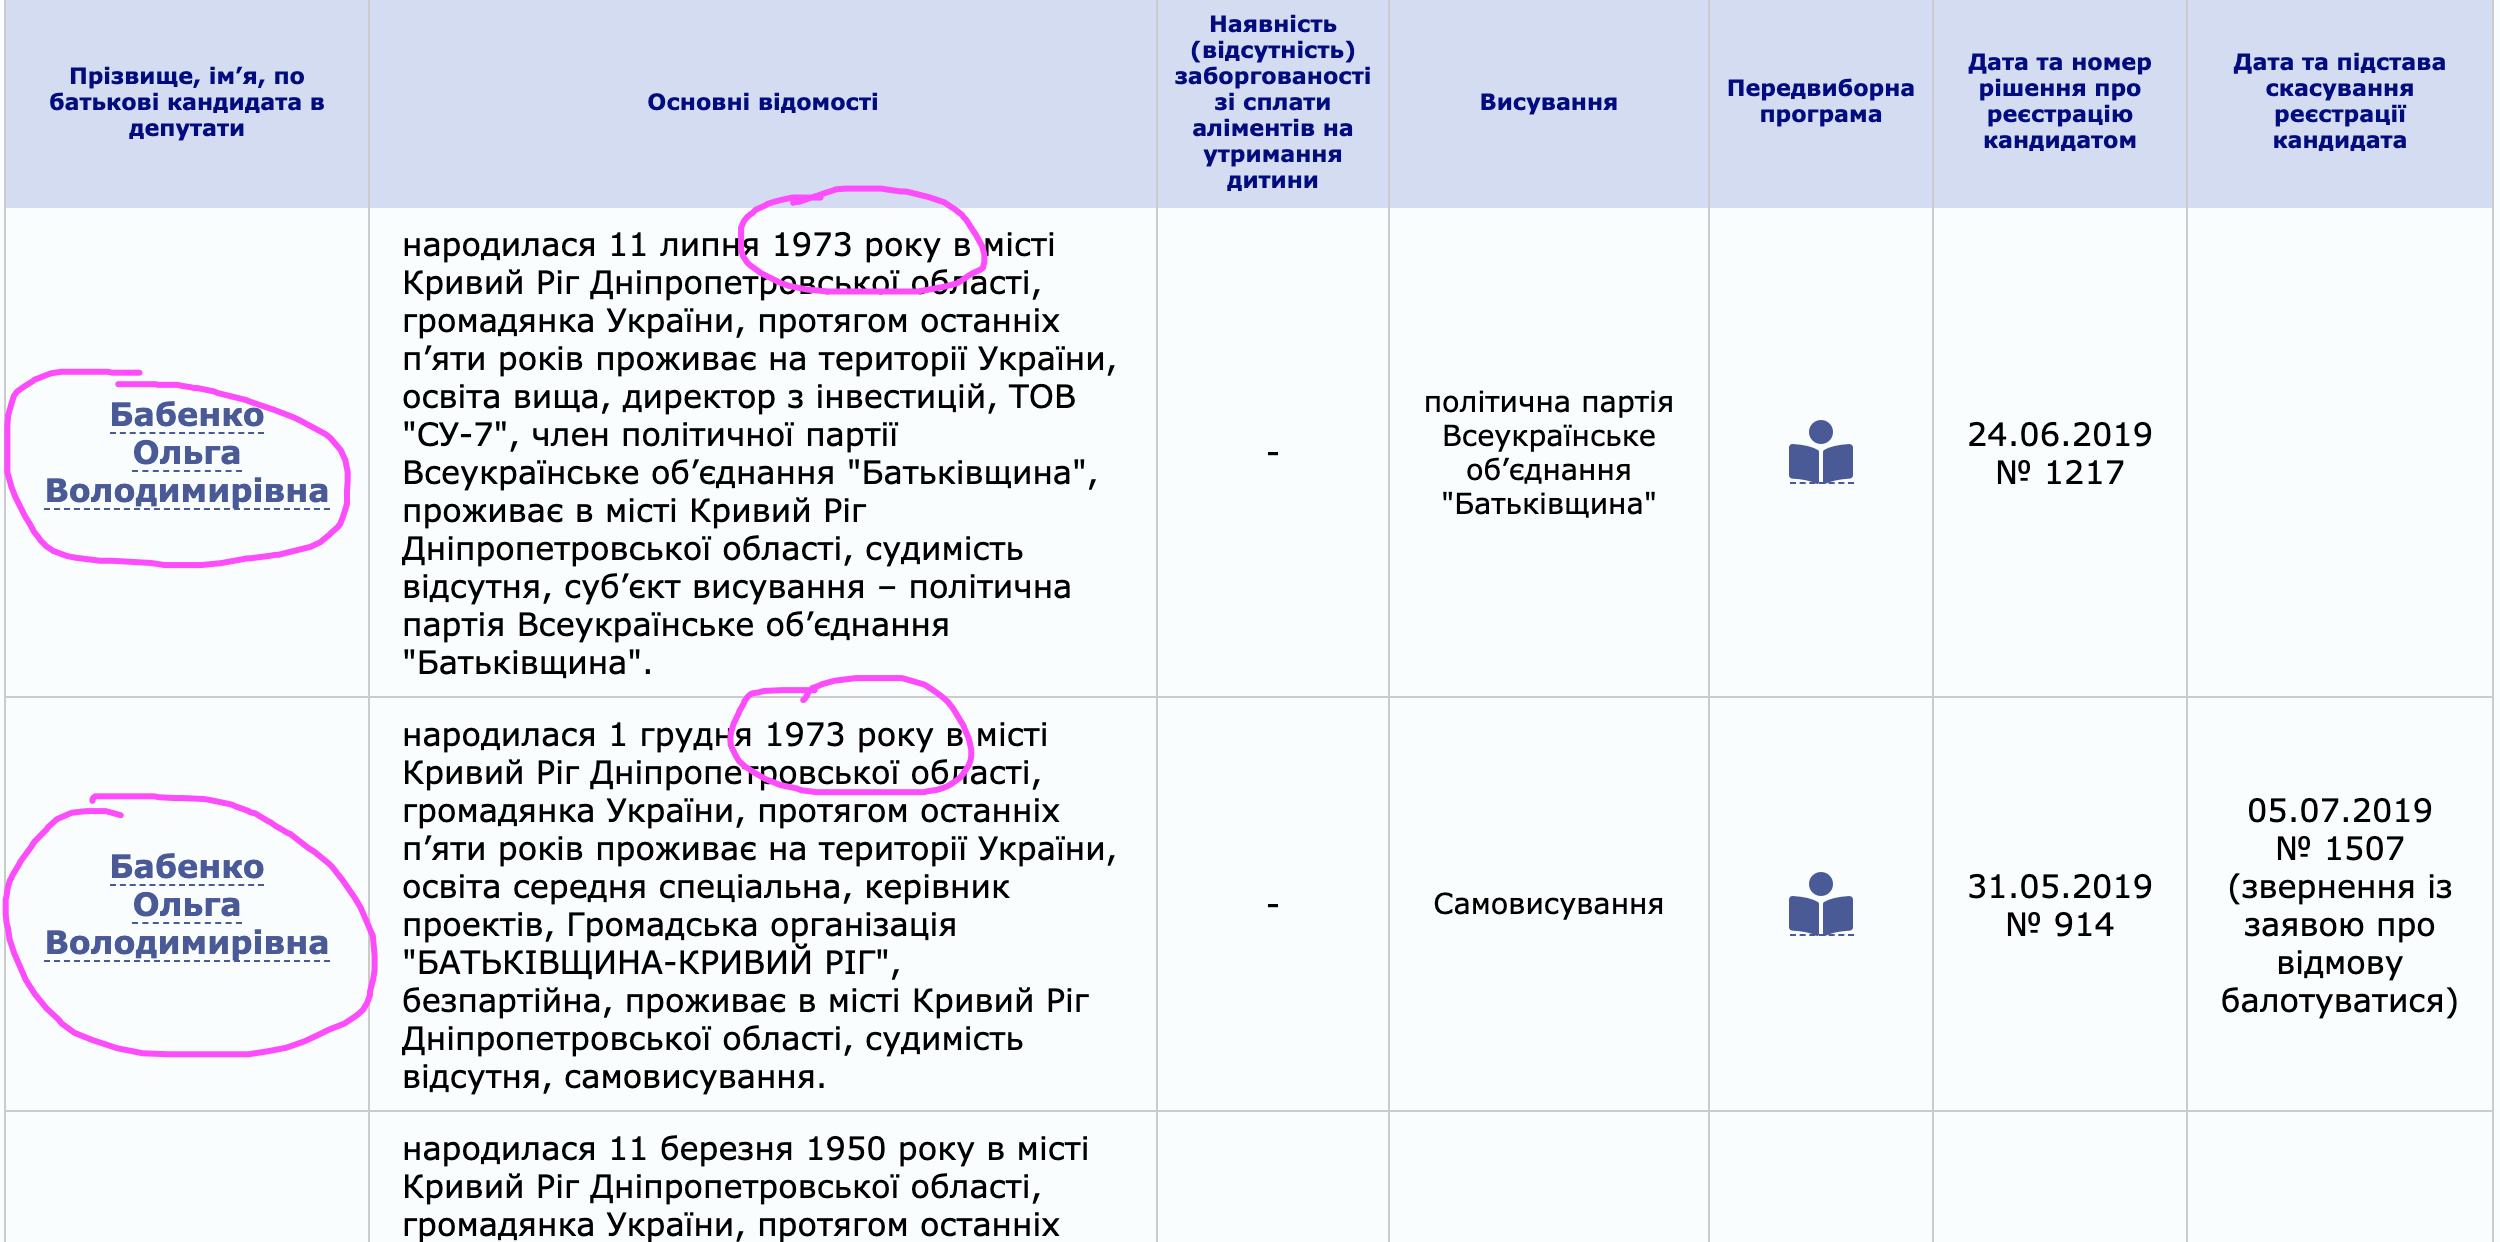 Прізвище, ім’я, по
батькові кандидата в
депутати
Основні відомості
Наявність
(відсутність)
заборгованості
зі сплати
аліментів на
утримання
дитини
Висування
Передвиборна
програма
Дата та номер
рішення про
реєстрацію
кандидатом
Дата та підстава
скасування
реєстрації
кандидата
Бабенко
Ольга
Володимирівна
народилася 11 липня 1973 року в місті
Кривий Ріг Дніпропетровської області,
громадянка України, протягом останніх
п’яти років проживає на території України,
освіта вища, директор з інвестицій, ТОВ
"СУ-7", член політичної партії
Всеукраїнське об’єднання "Батьківщина",
проживає в місті Кривий Ріг
Дніпропетровської області, судимість
відсутня, суб’єкт висування – політична
партія Всеукраїнське об’єднання
"Батьківщина".
-
політична партія
Всеукраїнське
об’єднання
"Батьківщина"
24.06.2019
№ 1217
Бабенко
Ольга
Володимирівна
народилася 1 грудня 1973 року в місті
Кривий Ріг Дніпропетровської області,
громадянка України, протягом останніх
п’яти років проживає на території України,
освіта середня спеціальна, керівник
проектів, Громадська організація
"БАТЬКІВЩИНА-КРИВИЙ РІГ",
безпартійна, проживає в місті Кривий Ріг
Дніпропетровської області, судимість
відсутня, самовисування.
-
Самовисування
31.05.2019
№ 914
05.07.2019
№ 1507
(звернення із
заявою про
відмову
балотуватися)
народилася 11 березня 1950 року в місті
Кривий Ріг Дніпропетровської області,
громадянка України, протягом останніх